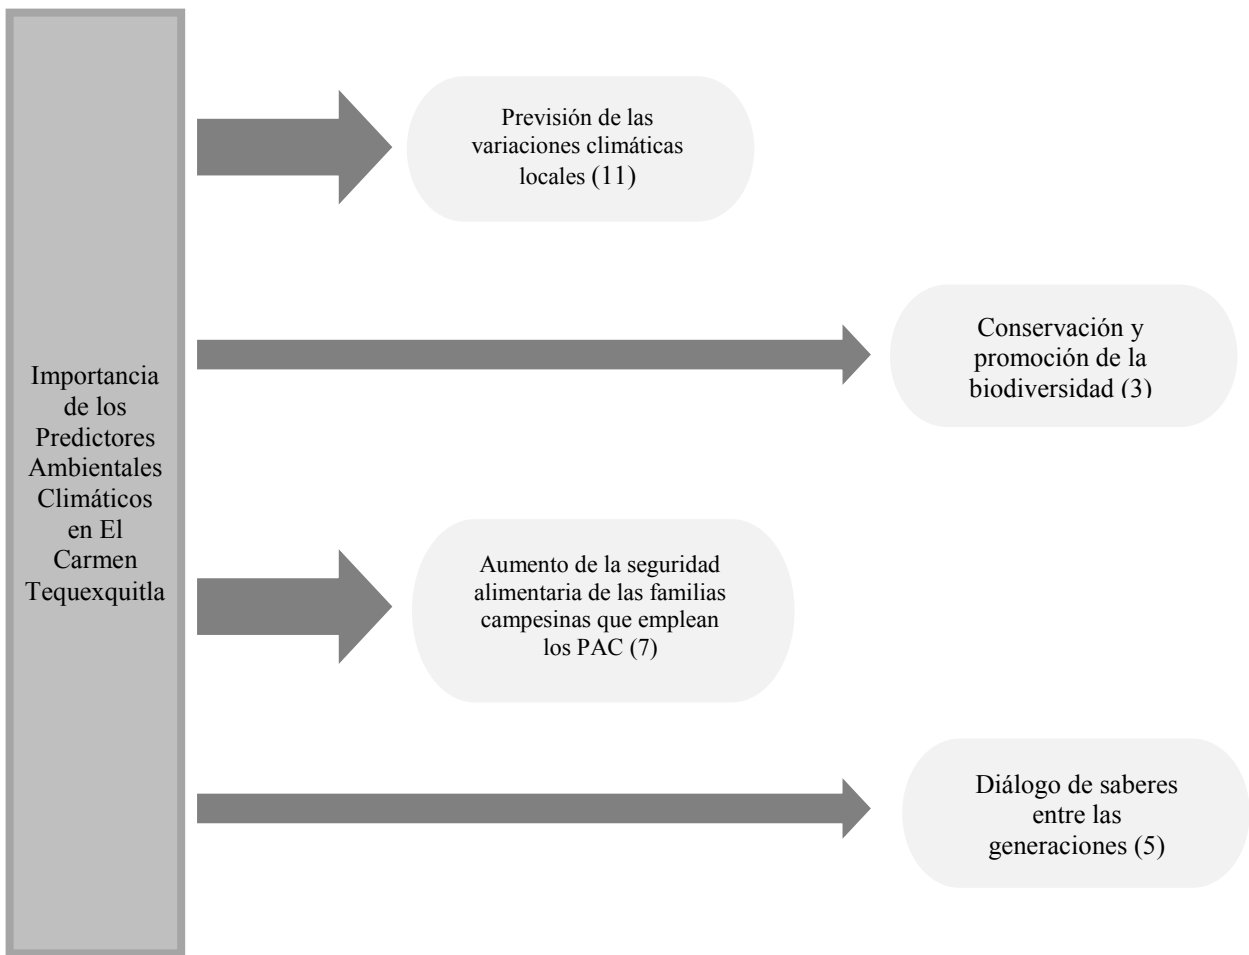 Importancia
de los
Predictores
Ambientales
Climáticos
en El
Carmen
Tequexquitla
Previsión de las
variaciones climáticas
locales (11)
Conservación y
promoción de la
biodiversidad (3)
Aumento de la seguridad
alimentaria de las familias
campesinas que emplean
los PAC (7)
Diálogo de saberes
entre las
generaciones (5)